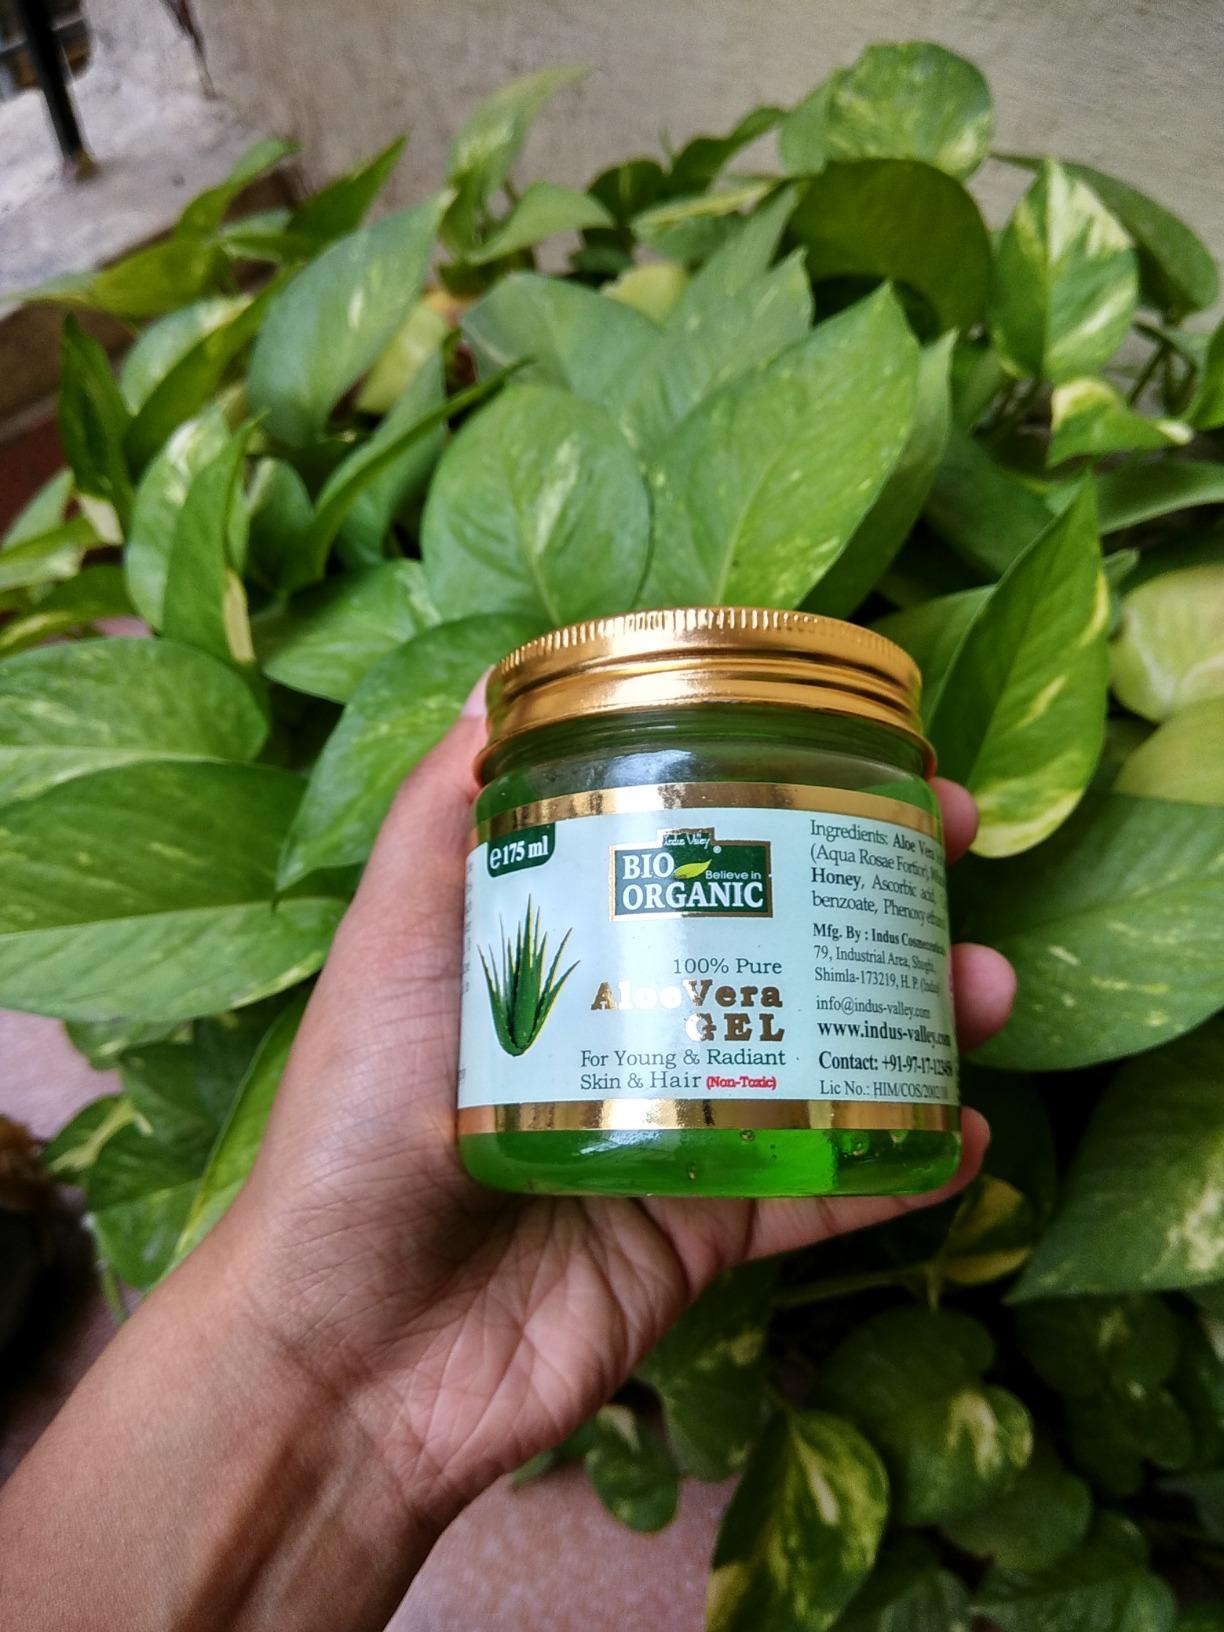 e 175 ml
Indus Valley®
BIO
Believe in
ORGANIC
100% Pure
Aloe Vera
GEL
For Young & Radiant
Skin & Hair (Non-Toxic)
Ingredients: Aloe Vera
(Aqua Rosae Fortior),
Honey, Ascorbic acid,
benzoate,
Mfg. By : Indus
79, Industrial Area, Shoghi,
Shimla-173219, H. P.
info@indus-valley.com
www.indus-valley.com
Contact: +91-97-17-
Lic No.: HIM/COS/